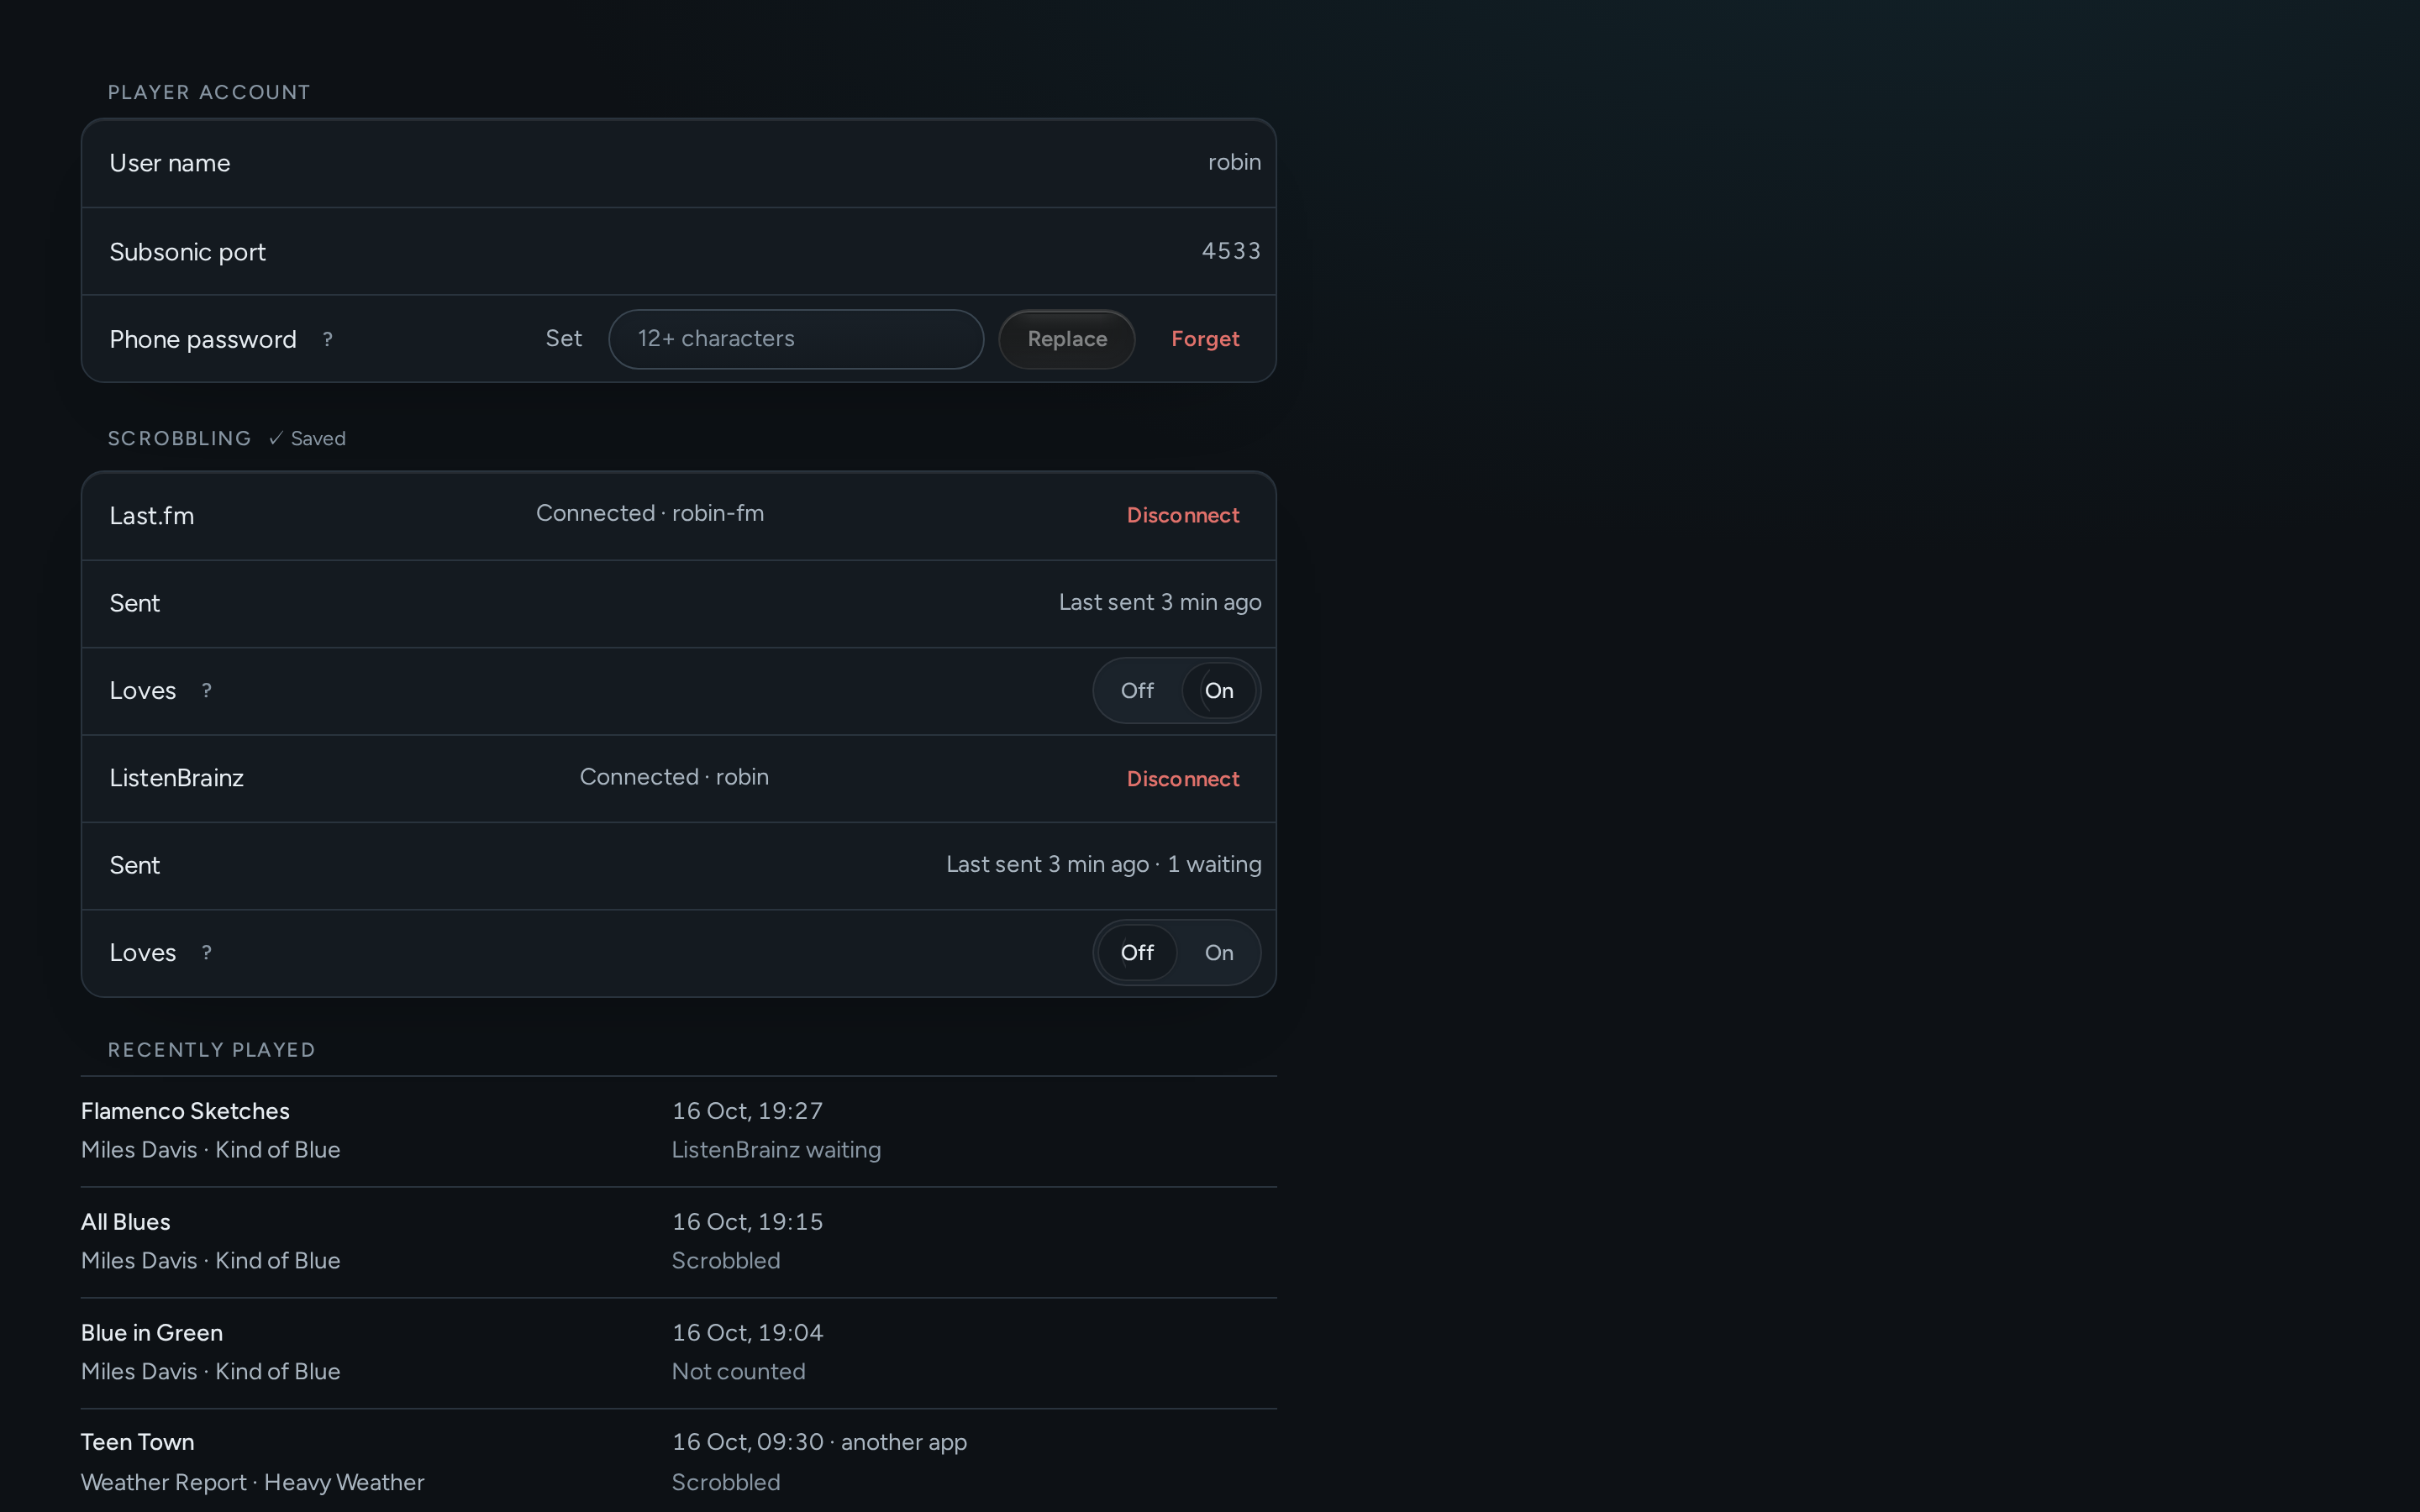 PLAYER ACCOUNT
User name robin
Subsonic port 4533
Phone password ? Set 12+ characters Replace Forget
SCROBBLING ✓ Saved
Last.fm Connected · robin-fm Disconnect
Sent Last sent 3 min ago
Loves ? Off On
ListenBrainz Connected · robin Disconnect
Sent Last sent 3 min ago · 1 waiting
Loves ? Off On
RECENTLY PLAYED
Flamenco Sketches 16 Oct, 19:27
Miles Davis · Kind of Blue ListenBrainz waiting
All Blues 16 Oct, 19:15
Miles Davis · Kind of Blue Scrobbled
Blue in Green 16 Oct, 19:04
Miles Davis · Kind of Blue Not counted
Teen Town 16 Oct, 09:30 · another app
Weather Report · Heavy Weather Scrobbled